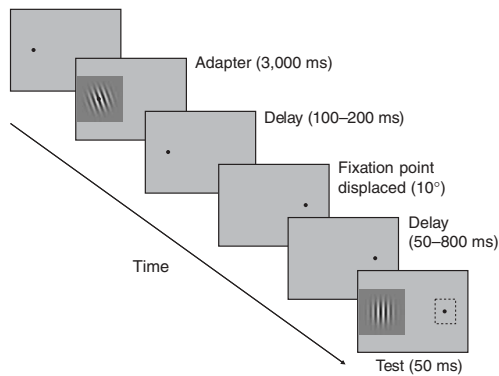 Adapter (3,000 ms)
Delay (100–200 ms)
Fixation point
displaced (10°)
Delay
(50–800 ms)
Time
Test (50 ms)